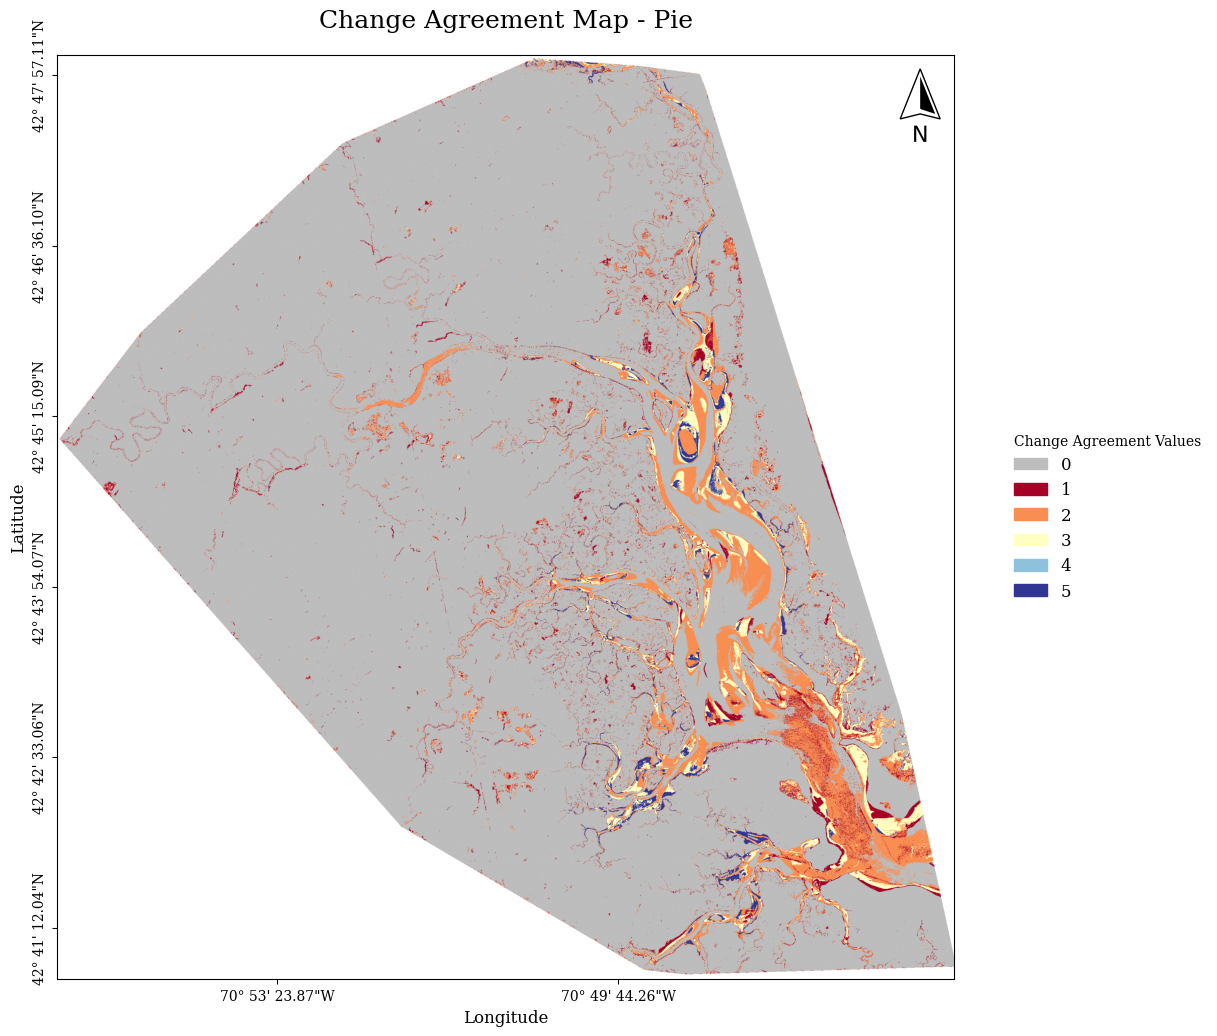 Change Agreement Map - Pie
42° 47' 57.11"N
42° 46' 36.10"N
42° 45' 15.09"N
42° 43' 54.07"N
42° 42' 33.06"N
42° 41' 12.04"N
Latitude
N
Change Agreement Values
0
1
2
3
4
5
70° 53' 23.87"W
70° 49' 44.26"W
Longitude